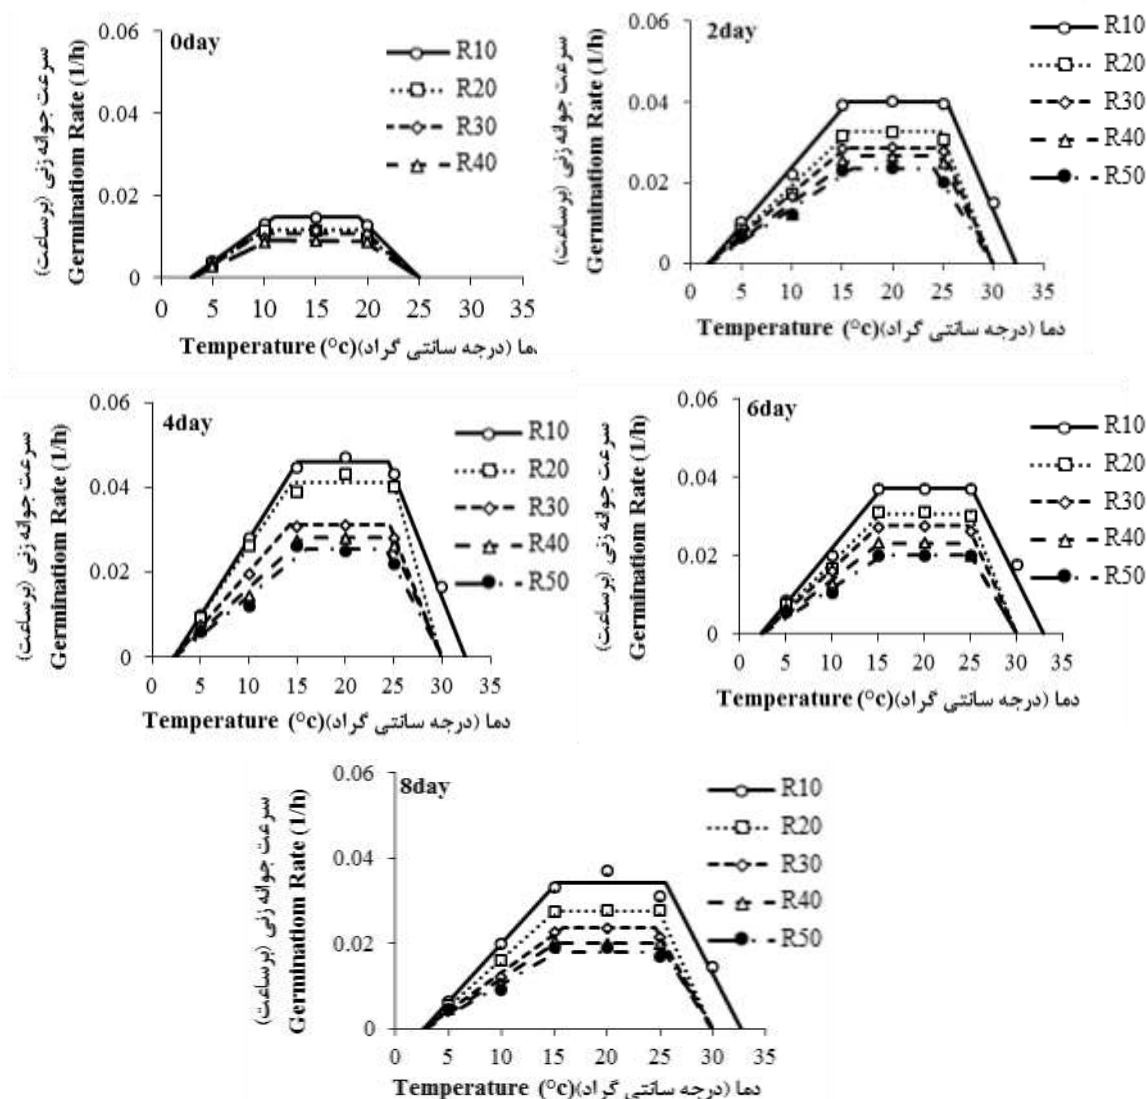 0day
0.06
0.04
0.02
0
0 5 10 15 20 25 30 35
R10
R20
R30
R40
سرعت جوانه زنی (برساعت)
Germinatiom Rate (1/h)
Temperature (°c)(دما (درجه سانتی گراد
2day
0.06
0.04
0.02
0
0 5 10 15 20 25 30 35
R10
R20
R30
R40
R50
سرعت جوانه زنی (برساعت)
Germinatiom Rate (1/h)
Temperature (°c)(دما (درجه سانتی گراد
4day
0.06
0.04
0.02
0
0 5 10 15 20 25 30 35
R10
R20
R30
R40
R50
سرعت جوانه زنی (برساعت)
Germinatiom Rate (1/h)
Temperature (°c)(دما (درجه سانتی گراد
6day
0.06
0.04
0.02
0
0 5 10 15 20 25 30 35
R10
R20
R30
R40
R50
سرعت جوانه زنی (برساعت)
Germinatiom Rate (1/h)
Temperature (°c)(دما (درجه سانتی گراد
8day
0.06
0.04
0.02
0
0 5 10 15 20 25 30 35
R10
R20
R30
R40
R50
سرعت جوانه زنی (برساعت)
Germinatiom Rate (1/h)
Temperature (°c)(دما (درجه سانتی گراد